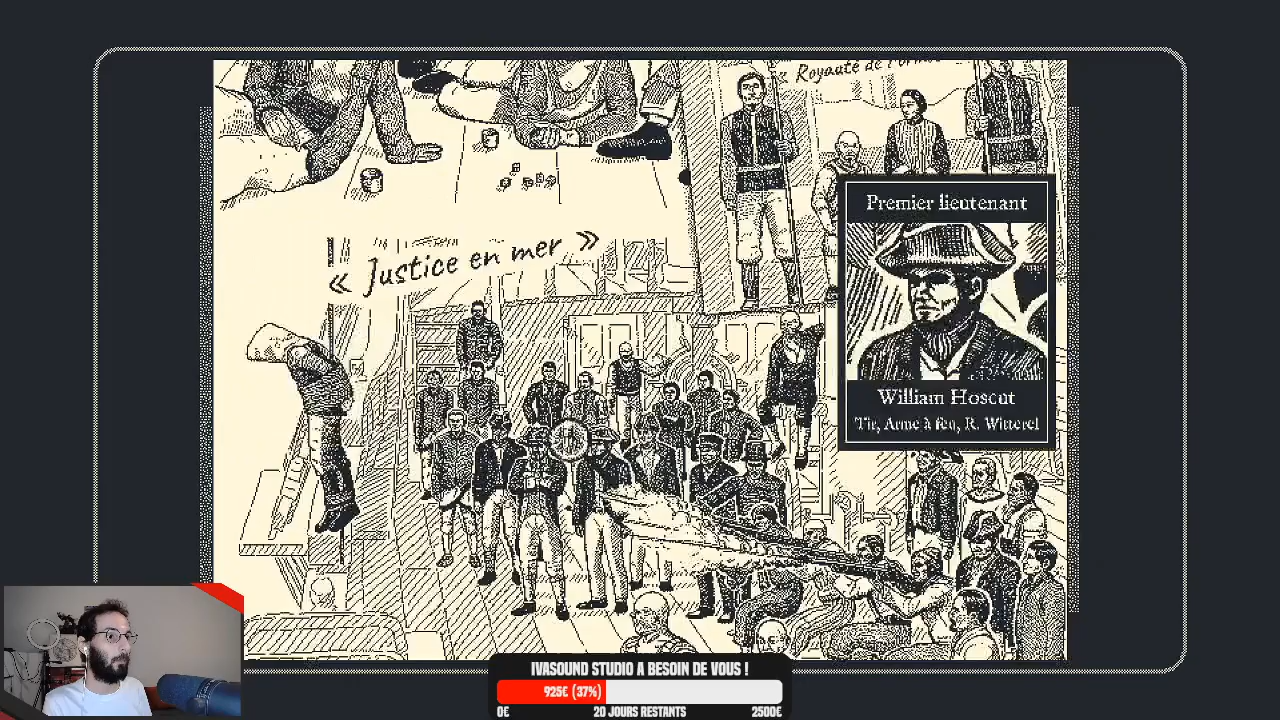 « Royauté de l'Orient
« Justice en mer »
Premier lieutenant
William Hoscut
Tir, Arme à feu, R. Witterel
IVASOUND STUDIO A BESOIN DE VOUS !
925€ (37%)
0€
20 JOURS RESTANTS
2500€